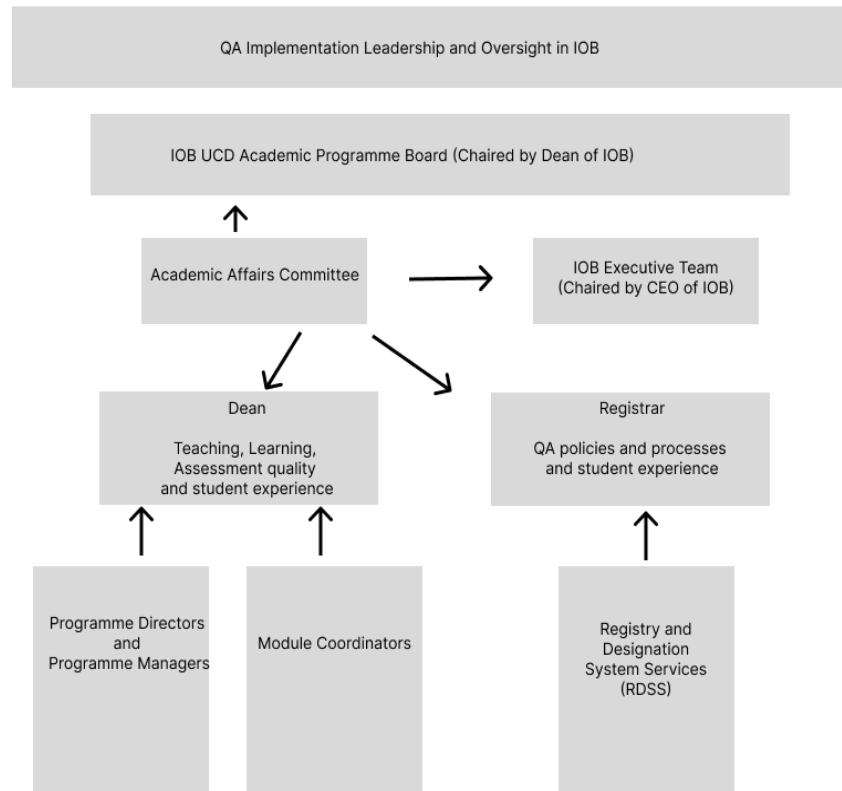 QA Implementation Leadership and Oversight in IOB
IOB UCD Academic Programme Board (Chaired by Dean of IOB)
Academic Affairs Committee
IOB Executive Team
(Chaired by CEO of IOB)
Dean
Teaching, Learning,
Assessment quality
and student experience
Registrar
QA policies and processes
and student experience
Programme Directors
and
Programme Managers
Module Coordinators
Registry and
Designation
System Services
(RDSS)